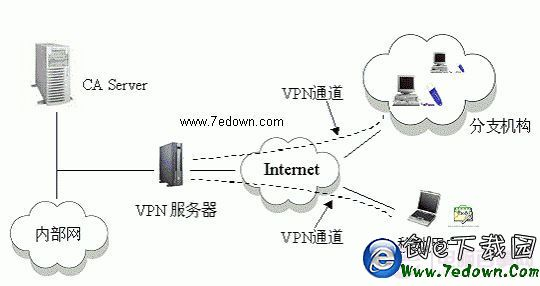 CA Server
VPN通道
www.7edown.com
分支机构
Internet
VPN 服务器
内部网
VPN通道
创e下载园
Www.7edown.Com